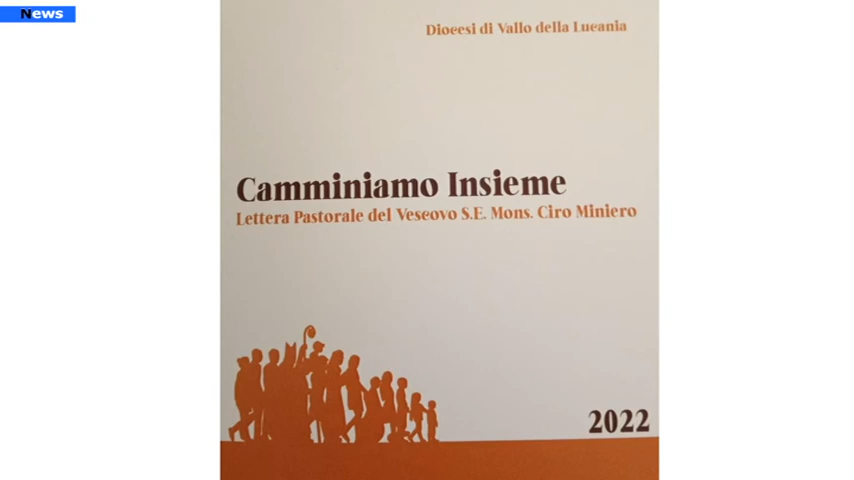 News
Diocesi di Vallo della Lucania
Camminiamo Insieme
Lettera Pastorale del Vescovo S.E. Mons. Ciro Miniero
2022